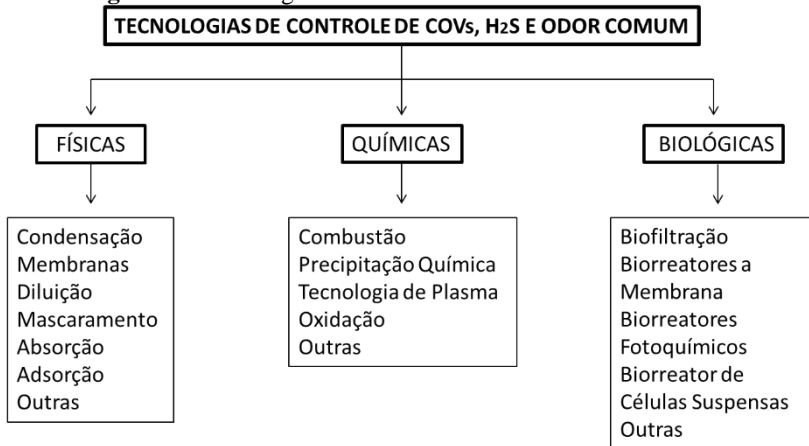 TECNOLOGIAS DE CONTROLE DE COVs, H2S E ODOR COMUM
FÍSICAS
QUÍMICAS
BIOLÓGICAS
Condensação
Membranas
Diluição
Mascaramento
Absorção
Adsorção
Outras
Combustão
Precipitação Química
Tecnologia de Plasma
Oxidação
Outras
Biofiltração
Biorreatores a
Membrana
Biorreatores
Fotoquímicos
Biorreator de
Células Suspensas
Outras